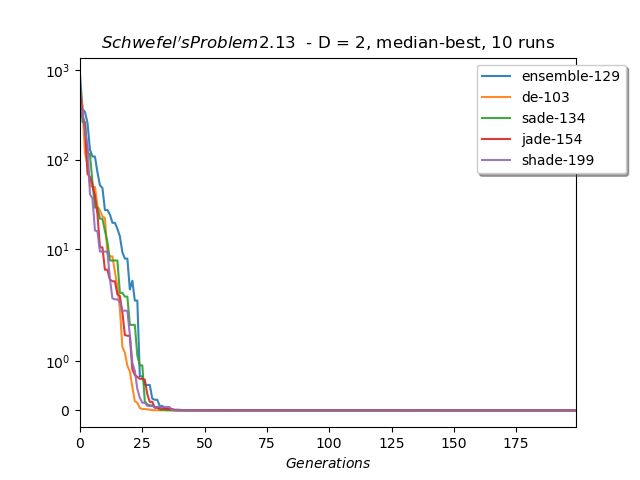 Schwefel'sProblem2.13 - D = 2, median-best, 10 runs
10³
10²
10¹
10⁰
0
ensemble-129
de-103
sade-134
jade-154
shade-199
0 25 50 75 100 125 150 175
Generations